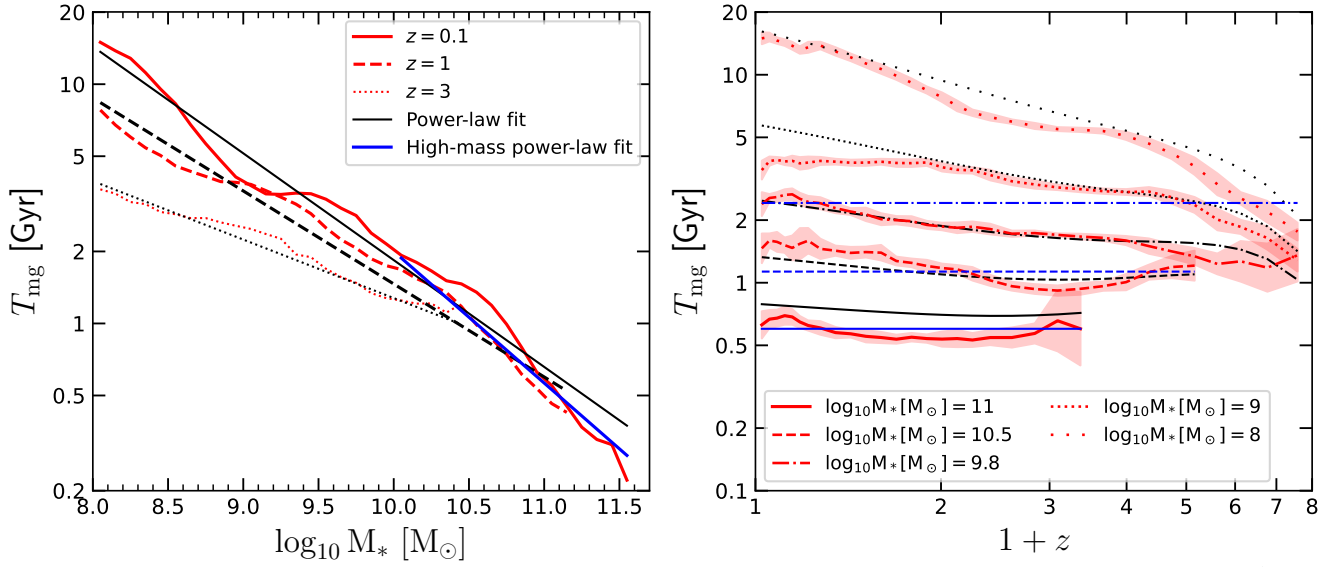 20
10
5
2
1
0.5
0.2
T_mg [Gyr]
z = 0.1
z = 1
z = 3
Power-law fit
High-mass power-law fit
8.0 8.5 9.0 9.5 10.0 10.5 11.0 11.5
log₁₀ M∗ [M⊙]
20
10
5
2
1
0.5
0.2
0.1
T_mg [Gyr]
log₁₀M∗[M⊙] = 11
log₁₀M∗[M⊙] = 10.5
log₁₀M∗[M⊙] = 9.8
log₁₀M∗[M⊙] = 9
log₁₀M∗[M⊙] = 8
1 2 3 4 5 6 7 8
1 + z